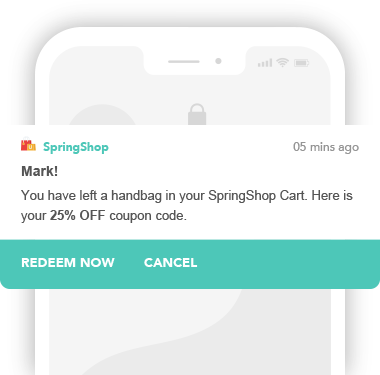 SpringShop 05 mins ago
Mark!
You have left a handbag in your SpringShop Cart. Here is
your 25% OFF coupon code.
REDEEM NOW CANCEL